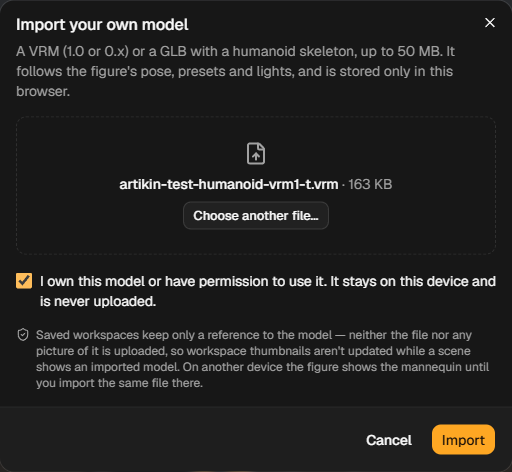 Import your own model
A VRM (1.0 or 0.x) or a GLB with a humanoid skeleton, up to 50 MB. It
follows the figure's pose, presets and lights, and is stored only in this
browser.
artikin-test-humanoid-vrm1-t.vrm · 163 KB
Choose another file...
I own this model or have permission to use it. It stays on this device and
is never uploaded.
Saved workspaces keep only a reference to the model — neither the file nor any
picture of it is uploaded, so workspace thumbnails aren't updated while a scene
shows an imported model. On another device the figure shows the mannequin until
you import the same file there.
Cancel
Import